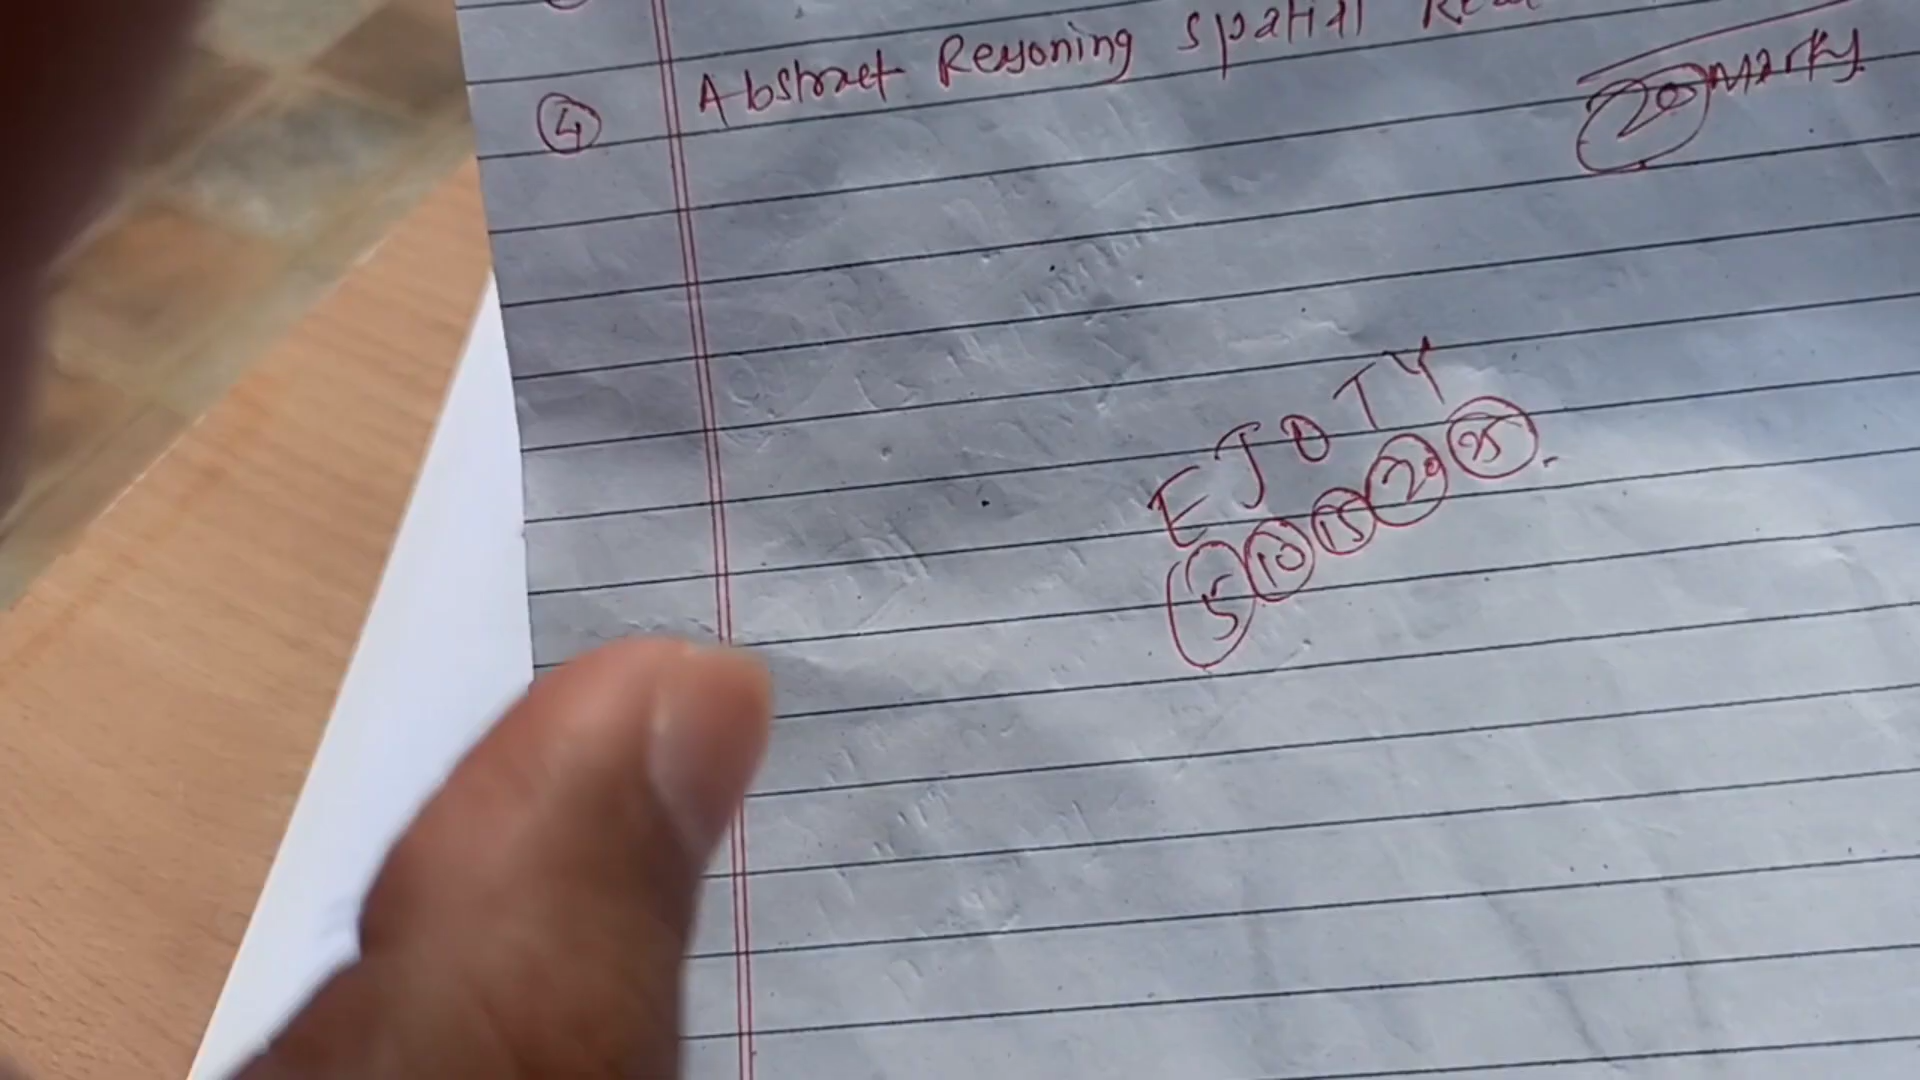 ④ Abstract Reasoning Spatial
20 Marks
E J O T Y
5 10 15 20 25.